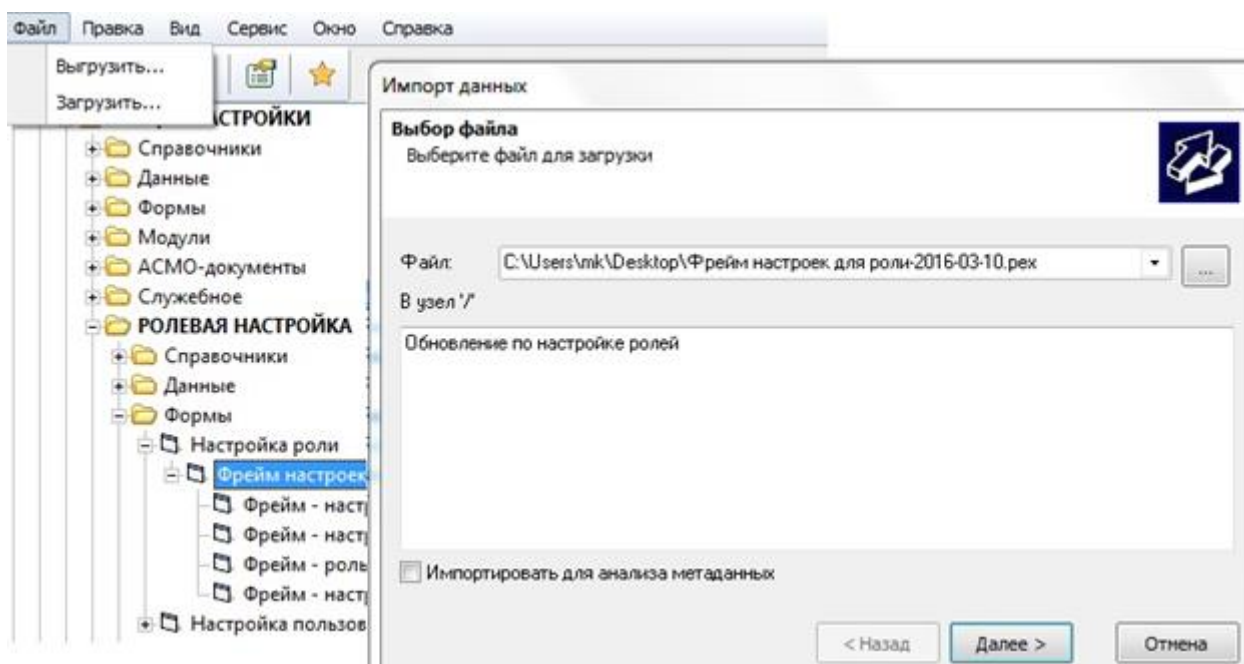 Файл Правка Вид Сервис Окно Справка
Выгрузить...
Загрузить...
СТРОЙКИ
Справочники
Данные
Формы
Модули
АСМО-документы
Служебное
РОЛЕВАЯ НАСТРОЙКА
Справочники
Данные
Формы
Настройка роли
Фрейм настроек
Фрейм - наст
Фрейм - наст
Фрейм - роль
Фрейм - наст
Настройка пользов
Импорт данных
Выбор файла
Выберите файл для загрузки
Файл: C:\Users\mk\Desktop\Фрейм настроек для роли-2016-03-10.pex ...
В узел '/'
Обновление по настройке ролей
Импортировать для анализа метаданных
< Назад Далее > Отмена